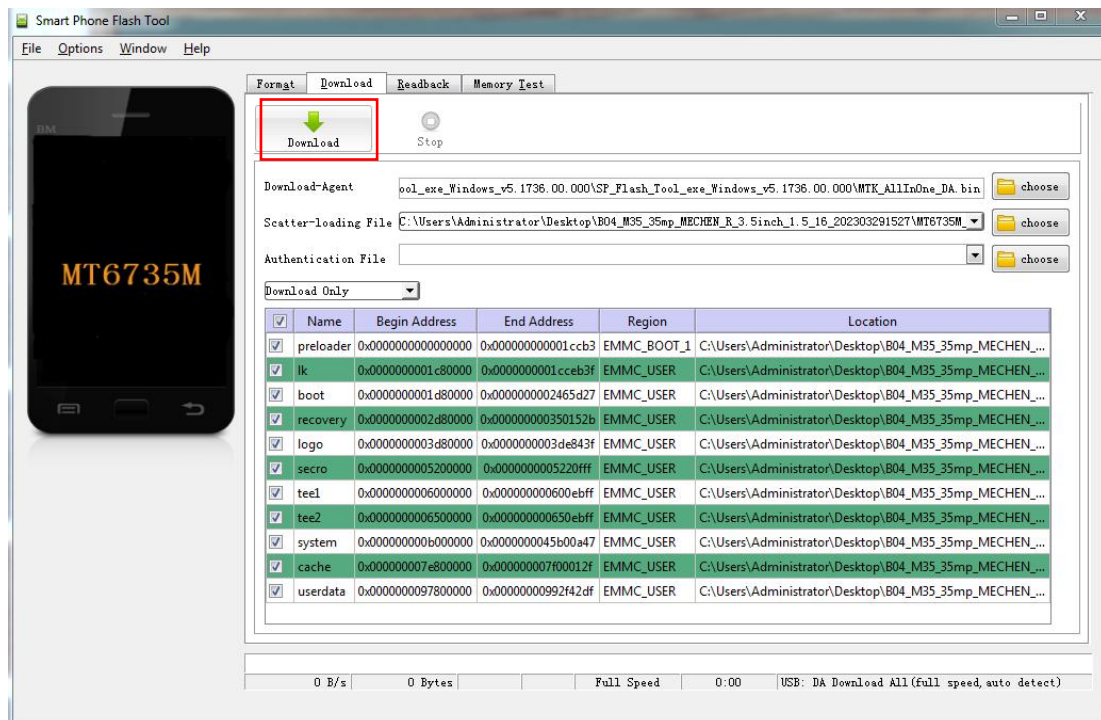 Smart Phone Flash Tool
File Options Window Help
Format Download Readback Memory Test
BM
Download Stop
Download-Agent ool_exe_Windows_v5.1736.00.000\SP_Flash_Tool_exe_Windows_v5.1736.00.000\MTK_AllInOne_DA.bin choose
Scatter-loading File C:\Users\Administrator\Desktop\B04_M35_35mp_MECHEN_R_3.5inch_1.5_16_202303291527\MT6735M_ choose
Authentication File choose
MT6735M
Download Only
Name Begin Address End Address Region Location
preloader 0x0000000000000000 0x000000000001ccb3 EMMC_BOOT_1 C:\Users\Administrator\Desktop\B04_M35_35mp_MECHEN_...
lk 0x0000000001c80000 0x0000000001cceb3f EMMC_USER C:\Users\Administrator\Desktop\B04_M35_35mp_MECHEN_...
boot 0x0000000001d80000 0x0000000002465d27 EMMC_USER C:\Users\Administrator\Desktop\B04_M35_35mp_MECHEN_...
recovery 0x0000000002d80000 0x000000000350152b EMMC_USER C:\Users\Administrator\Desktop\B04_M35_35mp_MECHEN_...
logo 0x0000000003d80000 0x0000000003de843f EMMC_USER C:\Users\Administrator\Desktop\B04_M35_35mp_MECHEN_...
secro 0x0000000005200000 0x0000000005220fff EMMC_USER C:\Users\Administrator\Desktop\B04_M35_35mp_MECHEN_...
tee1 0x0000000006000000 0x000000000600ebff EMMC_USER C:\Users\Administrator\Desktop\B04_M35_35mp_MECHEN_...
tee2 0x0000000006500000 0x000000000650ebff EMMC_USER C:\Users\Administrator\Desktop\B04_M35_35mp_MECHEN_...
system 0x000000000b000000 0x0000000045b00a47 EMMC_USER C:\Users\Administrator\Desktop\B04_M35_35mp_MECHEN_...
cache 0x000000007e800000 0x000000007f00012f EMMC_USER C:\Users\Administrator\Desktop\B04_M35_35mp_MECHEN_...
userdata 0x0000000097800000 0x00000000992f42df EMMC_USER C:\Users\Administrator\Desktop\B04_M35_35mp_MECHEN_...
0 B/s 0 Bytes Full Speed 0:00 USB: DA Download All(full speed,auto detect)